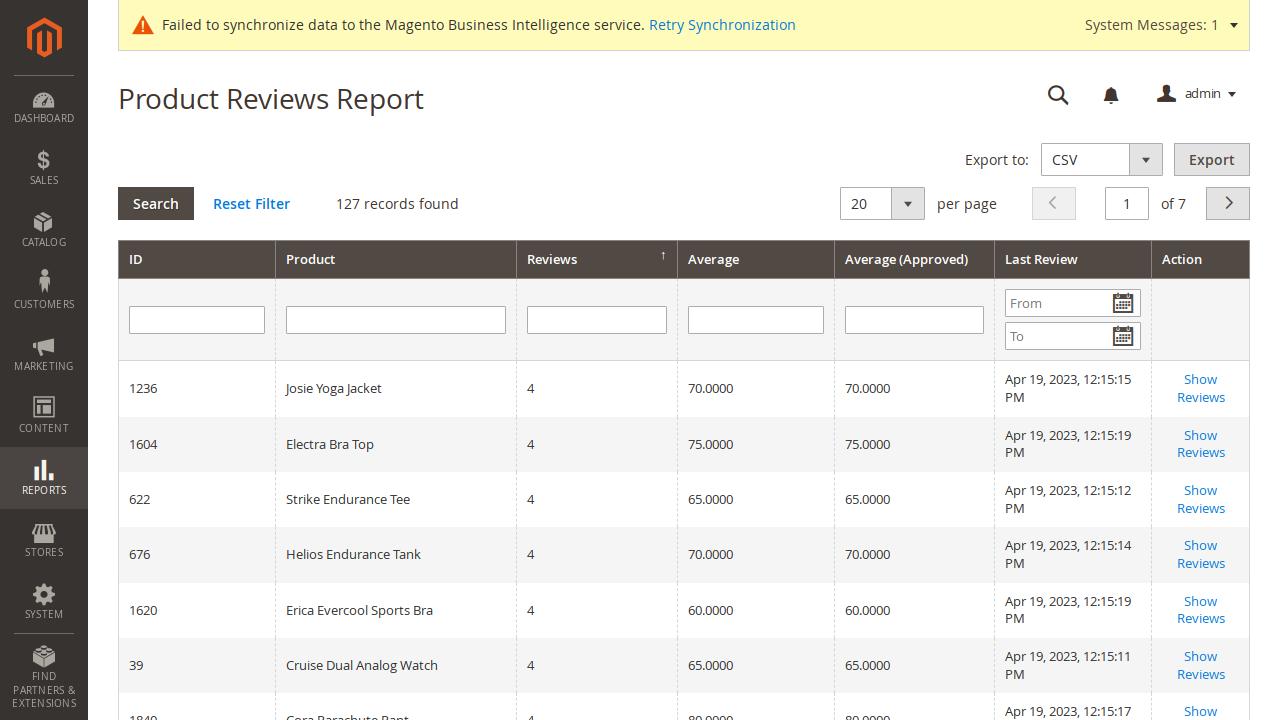 Failed to synchronize data to the Magento Business Intelligence service. Retry Synchronization
System Messages: 1
Product Reviews Report
admin
DASHBOARD
SALES
CATALOG
CUSTOMERS
MARKETING
CONTENT
REPORTS
STORES
SYSTEM
FIND
PARTNERS &
EXTENSIONS
Export to: CSV Export
Search Reset Filter 127 records found 20 per page 1 of 7
ID Product Reviews ↑ Average Average (Approved) Last Review Action
From
To
1236 Josie Yoga Jacket 4 70.0000 70.0000 Apr 19, 2023, 12:15:15 Show
PM Reviews
1604 Electra Bra Top 4 75.0000 75.0000 Apr 19, 2023, 12:15:19 Show
PM Reviews
622 Strike Endurance Tee 4 65.0000 65.0000 Apr 19, 2023, 12:15:12 Show
PM Reviews
676 Helios Endurance Tank 4 70.0000 70.0000 Apr 19, 2023, 12:15:14 Show
PM Reviews
1620 Erica Evercool Sports Bra 4 60.0000 60.0000 Apr 19, 2023, 12:15:19 Show
PM Reviews
39 Cruise Dual Analog Watch 4 65.0000 65.0000 Apr 19, 2023, 12:15:11 Show
PM Reviews
1840 Cora Parachute Pant 4 80.0000 80.0000 Apr 19, 2023, 12:15:17 Show